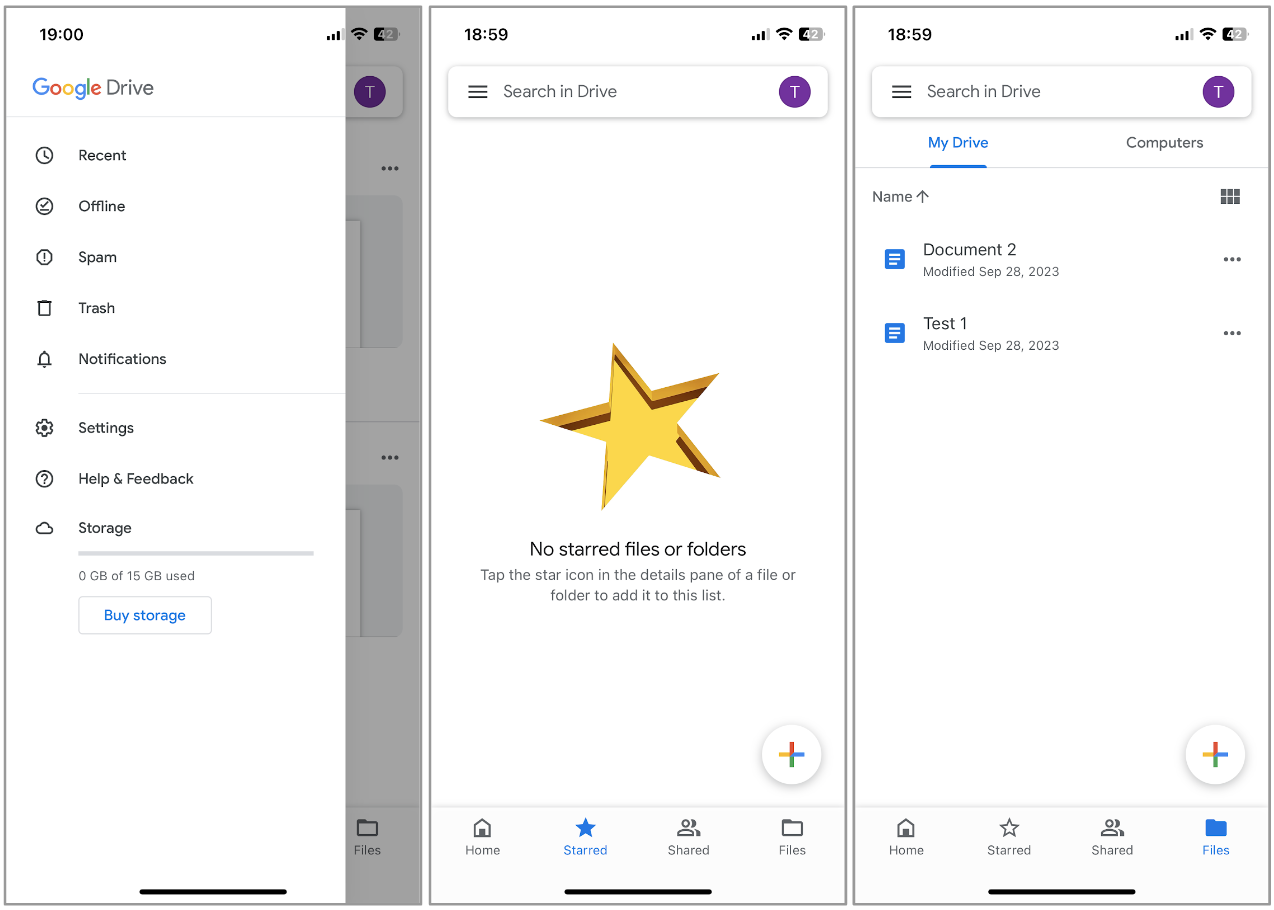 19:00
42
Google Drive
T
Recent
Offline
Spam
Trash
Notifications
Settings
Help & Feedback
Storage
0 GB of 15 GB used
Buy storage
Files
18:59
42
Search in Drive
T
No starred files or folders
Tap the star icon in the details pane of a file or
folder to add it to this list.
Home
Starred
Shared
Files
18:59
42
Search in Drive
T
My Drive
Computers
Name
Document 2
Modified Sep 28, 2023
Test 1
Modified Sep 28, 2023
Home
Starred
Shared
Files